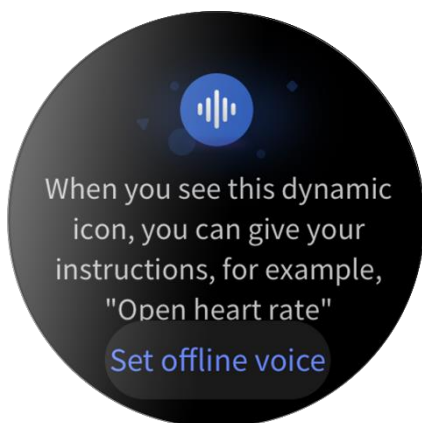 When you see this dynamic
icon, you can give your
instructions, for example,
"Open heart rate"
Set offline voice